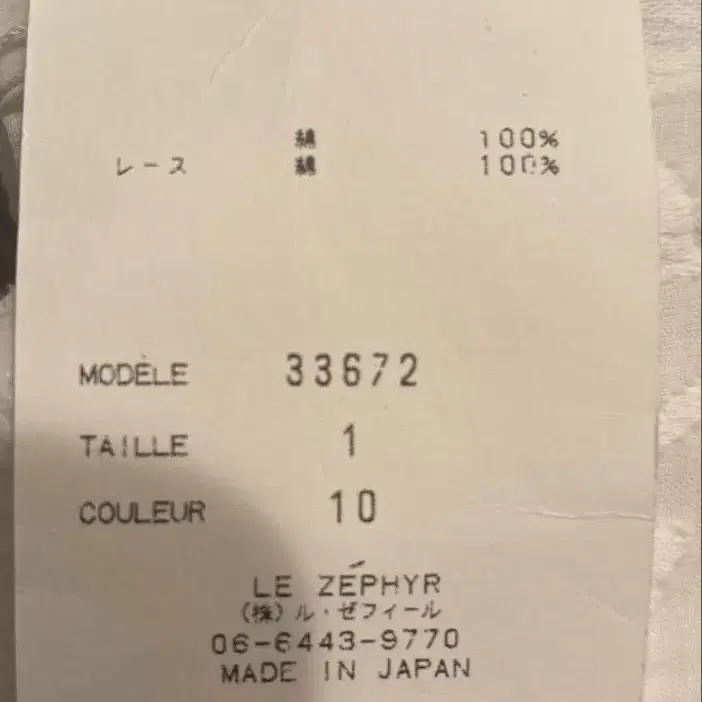 綿 100%
レース 綿 100%
MODÈLE 33672
TAILLE 1
COULEUR 10
LE ZÉPHYR
(株)ル・ゼフィール
06-6443-9770
MADE IN JAPAN